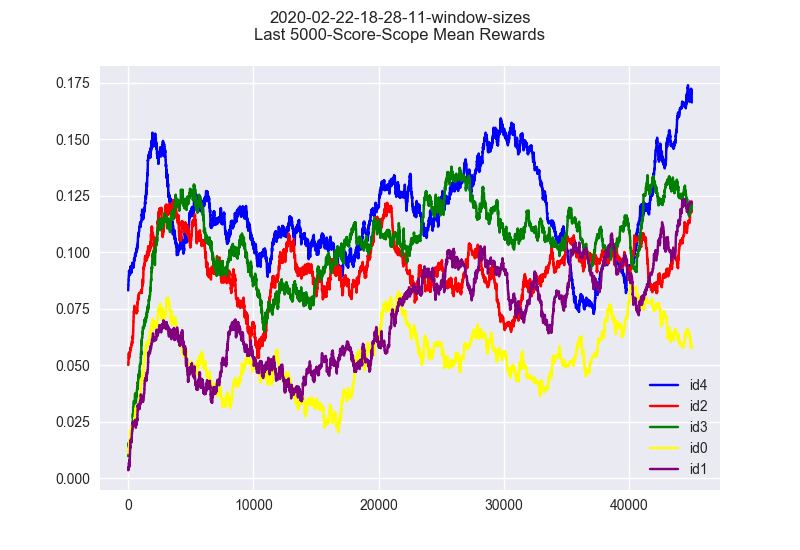 2020-02-22-18-28-11-window-sizes
Last 5000-Score-Scope Mean Rewards
0.175
0.150
0.125
0.100
0.075
0.050
0.025
0.000
id4
id2
id3
id0
id1
0 10000 20000 30000 40000